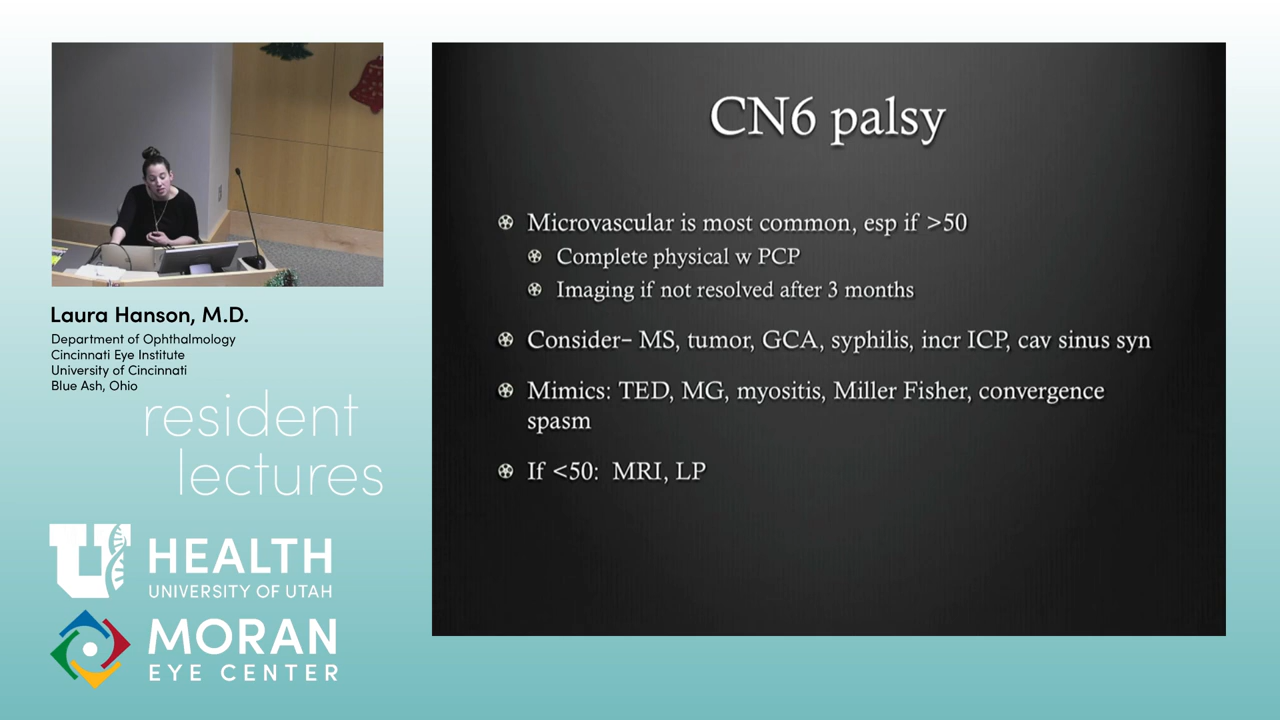 CN6 palsy
Microvascular is most common, esp if >50
Complete physical w PCP
Imaging if not resolved after 3 months
Consider– MS, tumor, GCA, syphilis, incr ICP, cav sinus syn
Mimics: TED, MG, myositis, Miller Fisher, convergence
spasm
If <50: MRI, LP
Laura Hanson, M.D.
Department of Ophthalmology
Cincinnati Eye Institute
University of Cincinnati
Blue Ash, Ohio
resident
lectures
U HEALTH
UNIVERSITY OF UTAH
MORAN
EYE CENTER